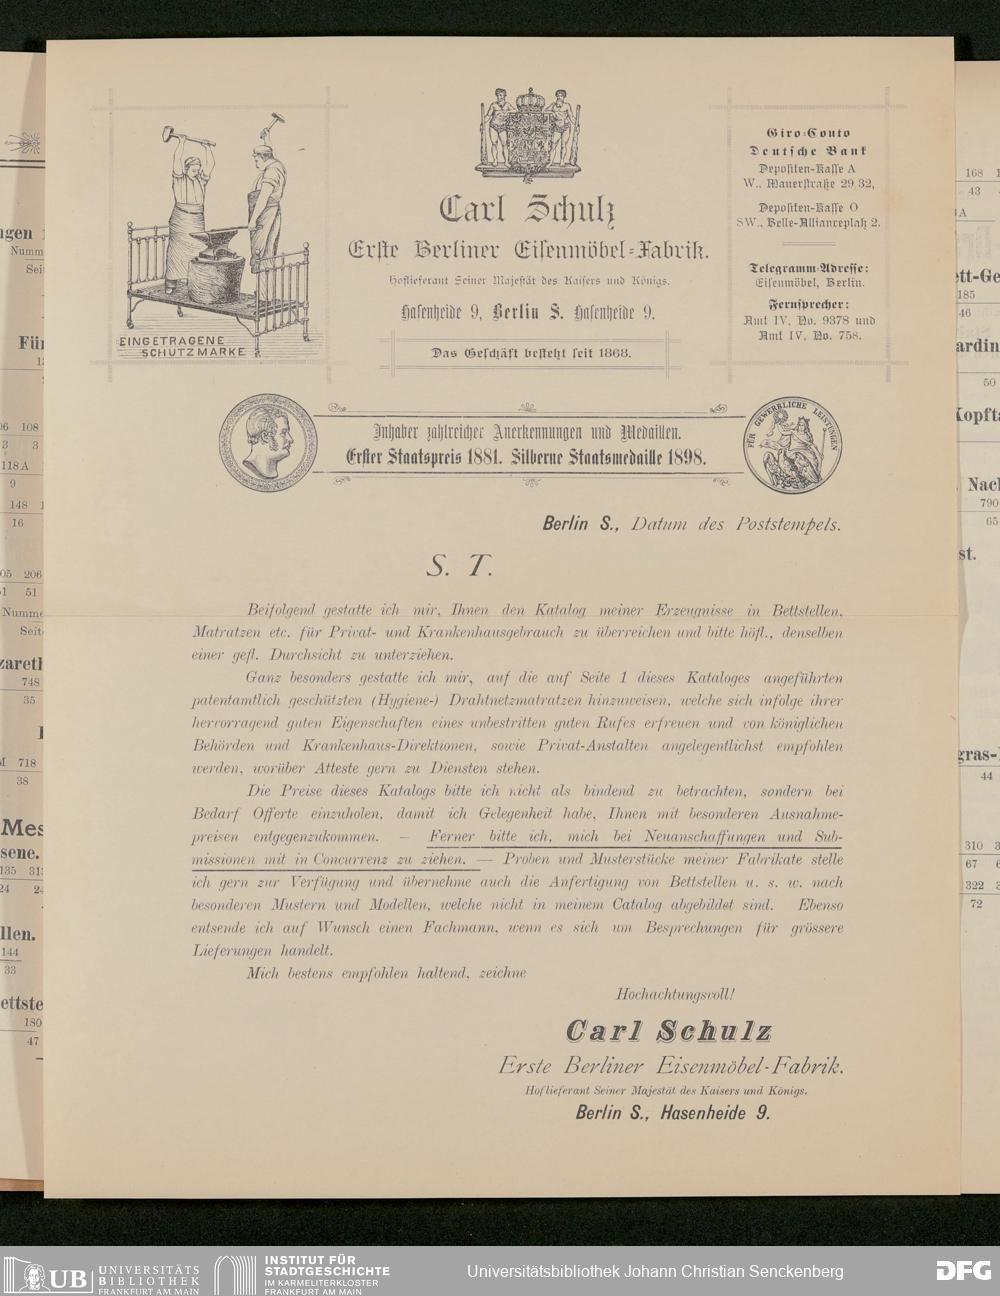 EINGETRAGENE
SCHUTZMARKE
Carl Schulz
Erste Berliner Eisenmöbel-Fabrik.
Hoflieferant Seiner Majestät des Kaisers und Königs.
Hasenheide 9, Berlin S. Hasenheide 9.
Das Geschäft besteht seit 1868.
Giro-Conto
Deutsche Bank
Depositen-Kasse A
W., Mauerstraße 29/32,
Depositen-Kasse O
SW., Belle-Allianceplatz 2.
Telegramm-Adresse:
Eisenmöbel, Berlin.
Fernsprecher:
Amt IV, No. 9378 und
Amt IV, No. 758.
Inhaber zahlreicher Anerkennungen und Medaillen.
Erster Staatspreis 1881. Silberne Staatsmedaille 1898.
FÜR GEWERBLICHE LEISTUNGEN
Berlin S., Datum des Poststempels.
S. T.
Beifolgend gestatte ich mir, Ihnen den Katalog meiner Erzeugnisse in Bettstellen,
Matratzen etc. für Privat- und Krankenhausgebrauch zu überreichen und bitte höfl., denselben
einer gefl. Durchsicht zu unterziehen.
Ganz besonders gestatte ich mir, auf die auf Seite 1 dieses Kataloges angeführten
patentamtlich geschützten (Hygiene-) Drahtnetzmatratzen hinzuweisen, welche sich infolge ihrer
hervorragend guten Eigenschaften eines unbestritten guten Rufes erfreuen und von königlichen
Behörden und Krankenhaus-Direktionen, sowie Privat-Anstalten angelegentlichst empfohlen
werden, worüber Atteste gern zu Diensten stehen.
Die Preise dieses Katalogs bitte ich nicht als bindend zu betrachten, sondern bei
Bedarf Offerte einzuholen, damit ich Gelegenheit habe, Ihnen mit besonderen Ausnahme-
preisen entgegenzukommen. — Ferner bitte ich, mich bei Neuanschaffungen und Sub-
missionen mit in Concurrenz zu ziehen. — Proben und Musterstücke meiner Fabrikate stelle
ich gern zur Verfügung und übernehme auch die Anfertigung von Bettstellen u. s. w. nach
besonderen Mustern und Modellen, welche nicht in meinem Catalog abgebildet sind. Ebenso
entsende ich auf Wunsch einen Fachmann, wenn es sich um Besprechungen für grössere
Lieferungen handelt.
Mich bestens empfohlen haltend, zeichne
Hochachtungsvoll!
Carl Schulz
Erste Berliner Eisenmöbel-Fabrik.
Hoflieferant Seiner Majestät des Kaisers und Königs.
Berlin S., Hasenheide 9.
UB UNIVERSITÄTS
BIBLIOTHEK
FRANKFURT AM MAIN
INSTITUT FÜR
STADTGESCHICHTE
IM KARMELITERKLOSTER
FRANKFURT AM MAIN
Universitätsbibliothek Johann Christian Senckenberg
DFG